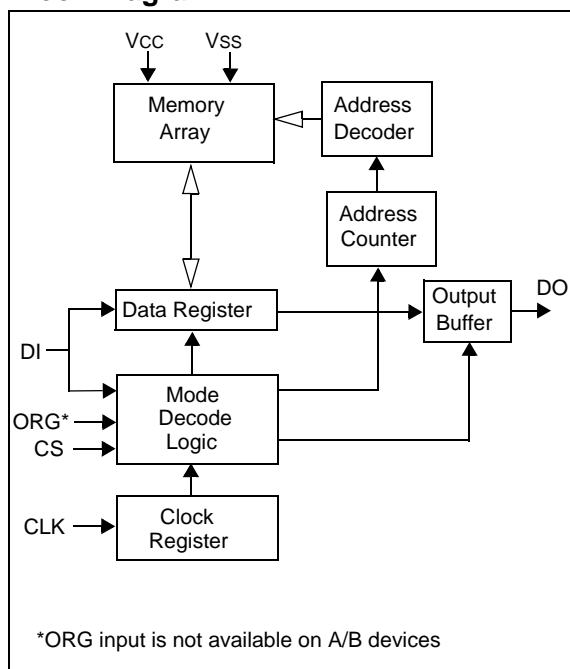 VCC
VSS
Memory
Array
Address
Decoder
Address
Counter
Data Register
Output
Buffer
DO
DI
Mode
Decode
Logic
ORG*
CS
CLK
Clock
Register
*ORG input is not available on A/B devices